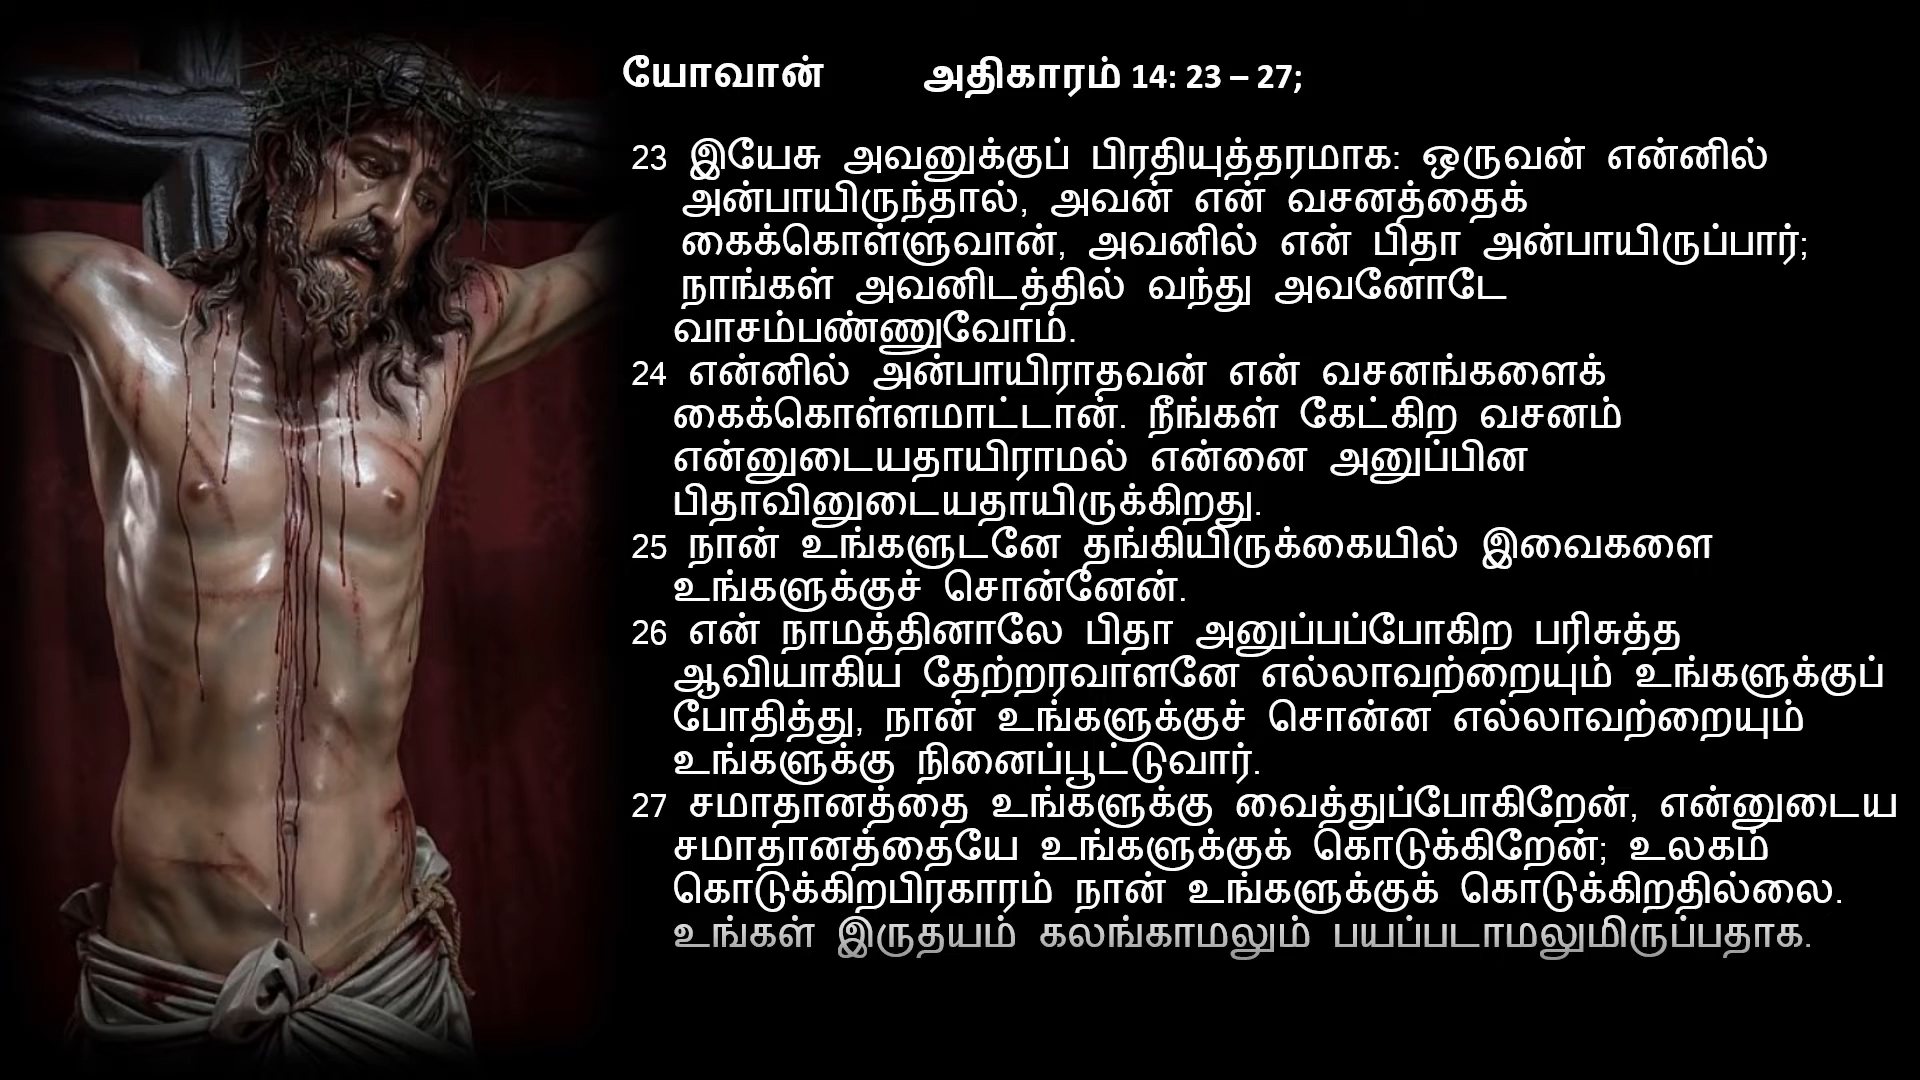 யோவான் அதிகாரம் 14: 23 – 27;
23 இயேசு அவனுக்குப் பிரதியுத்தரமாக: ஒருவன் என்னில்
அன்பாயிருந்தால், அவன் என் வசனத்தைக்
கைக்கொள்ளுவான், அவனில் என் பிதா அன்பாயிருப்பார்;
நாங்கள் அவனிடத்தில் வந்து அவனோடே
வாசம்பண்ணுவோம்.
24 என்னில் அன்பாயிராதவன் என் வசனங்களைக்
கைக்கொள்ளமாட்டான். நீங்கள் கேட்கிற வசனம்
என்னுடையதாயிராமல் என்னை அனுப்பின
பிதாவினுடையதாயிருக்கிறது.
25 நான் உங்களுடனே தங்கியிருக்கையில் இவைகளை
உங்களுக்குச் சொன்னேன்.
26 என் நாமத்தினாலே பிதா அனுப்பப்போகிற பரிசுத்த
ஆவியாகிய தேற்றரவாளனே எல்லாவற்றையும் உங்களுக்குப்
போதித்து, நான் உங்களுக்குச் சொன்ன எல்லாவற்றையும்
உங்களுக்கு நினைப்பூட்டுவார்.
27 சமாதானத்தை உங்களுக்கு வைத்துப்போகிறேன், என்னுடைய
சமாதானத்தையே உங்களுக்குக் கொடுக்கிறேன்; உலகம்
கொடுக்கிறபிரகாரம் நான் உங்களுக்குக் கொடுக்கிறதில்லை.
உங்கள் இருதயம் கலங்காமலும் பயப்படாமலுமிருப்பதாக.